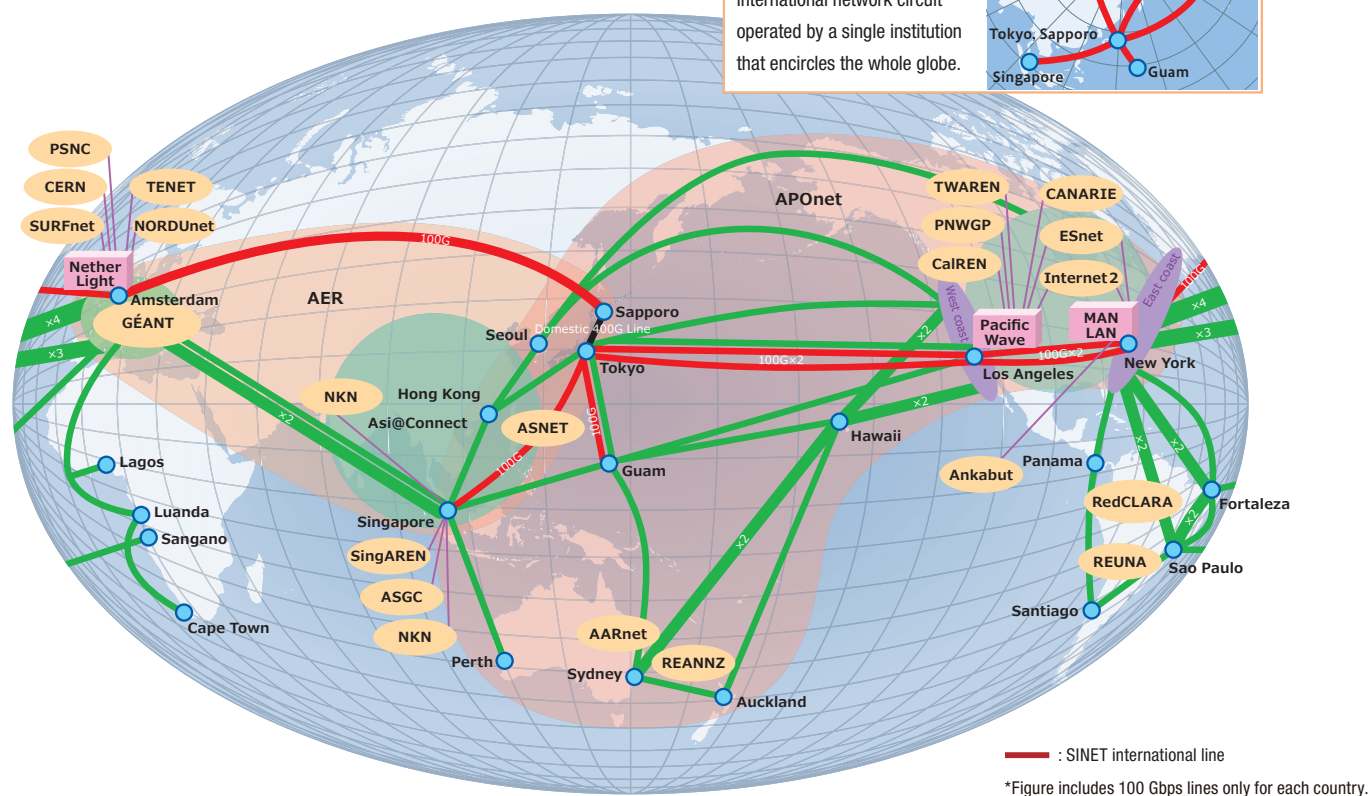 international network circuit
operated by a single institution
that encircles the whole globe.
Tokyo, Sapporo
Singapore
Guam
PSNC
CERN
TENET
SURFnet
NORDUnet
Nether
Light
Amsterdam
GÉANT
×4
×3
100G
AER
APOnet
Sapporo
Seoul
Domestic 400G Line
Tokyo
Hong Kong
Asi@Connect
NKN
ASNET
×2
100G
100G
Guam
Singapore
SingAREN
ASGC
NKN
Perth
AARnet
REANNZ
Sydney
Auckland
×2
Hawaii
×2
×2
100G×2
TWAREN
CANARIE
PNWGP
ESnet
CalREN
Internet2
West coast
East coast
Pacific
Wave
MAN
LAN
100G×2
Los Angeles
New York
100G
×4
×3
Ankabut
Panama
×2
×2
×2
RedCLARA
Fortaleza
REUNA
Sao Paulo
Santiago
Lagos
Luanda
Sangano
Cape Town
: SINET international line
*Figure includes 100 Gbps lines only for each country.